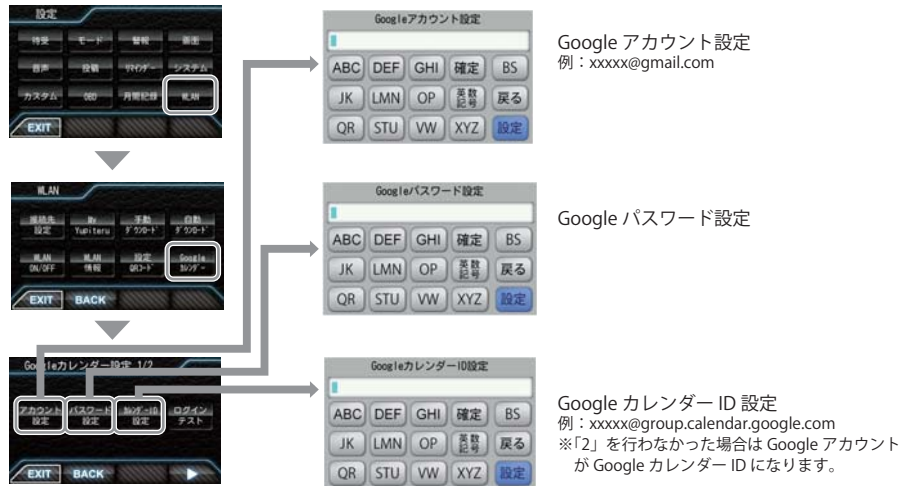 設定
待受
モード
警報
画面
音声
投稿
リマインダー
システム
カスタム
OBD
月間記録
WLAN
EXIT
Googleアカウント設定
ABC DEF GHI 確定 BS
JK LMN OP 英数記号 戻る
QR STU VW XYZ 設定
Google アカウント設定
例：xxxxx@gmail.com
WLAN
接続先設定
My Yupiteru
手動ダウンロード
自動ダウンロード
WLAN ON/OFF
WLAN情報
設定QRコード
Googleカレンダー
EXIT BACK
Googleパスワード設定
ABC DEF GHI 確定 BS
JK LMN OP 英数記号 戻る
QR STU VW XYZ 設定
Google パスワード設定
Googleカレンダー設定 1/2
アカウント設定
パスワード設定
カレンダーID設定
ログインテスト
EXIT BACK
GoogleカレンダーID設定
ABC DEF GHI 確定 BS
JK LMN OP 英数記号 戻る
QR STU VW XYZ 設定
Google カレンダー ID 設定
例：xxxxx@group.calendar.google.com
※「2」を行わなかった場合は Google アカウント
が Google カレンダー ID になります。